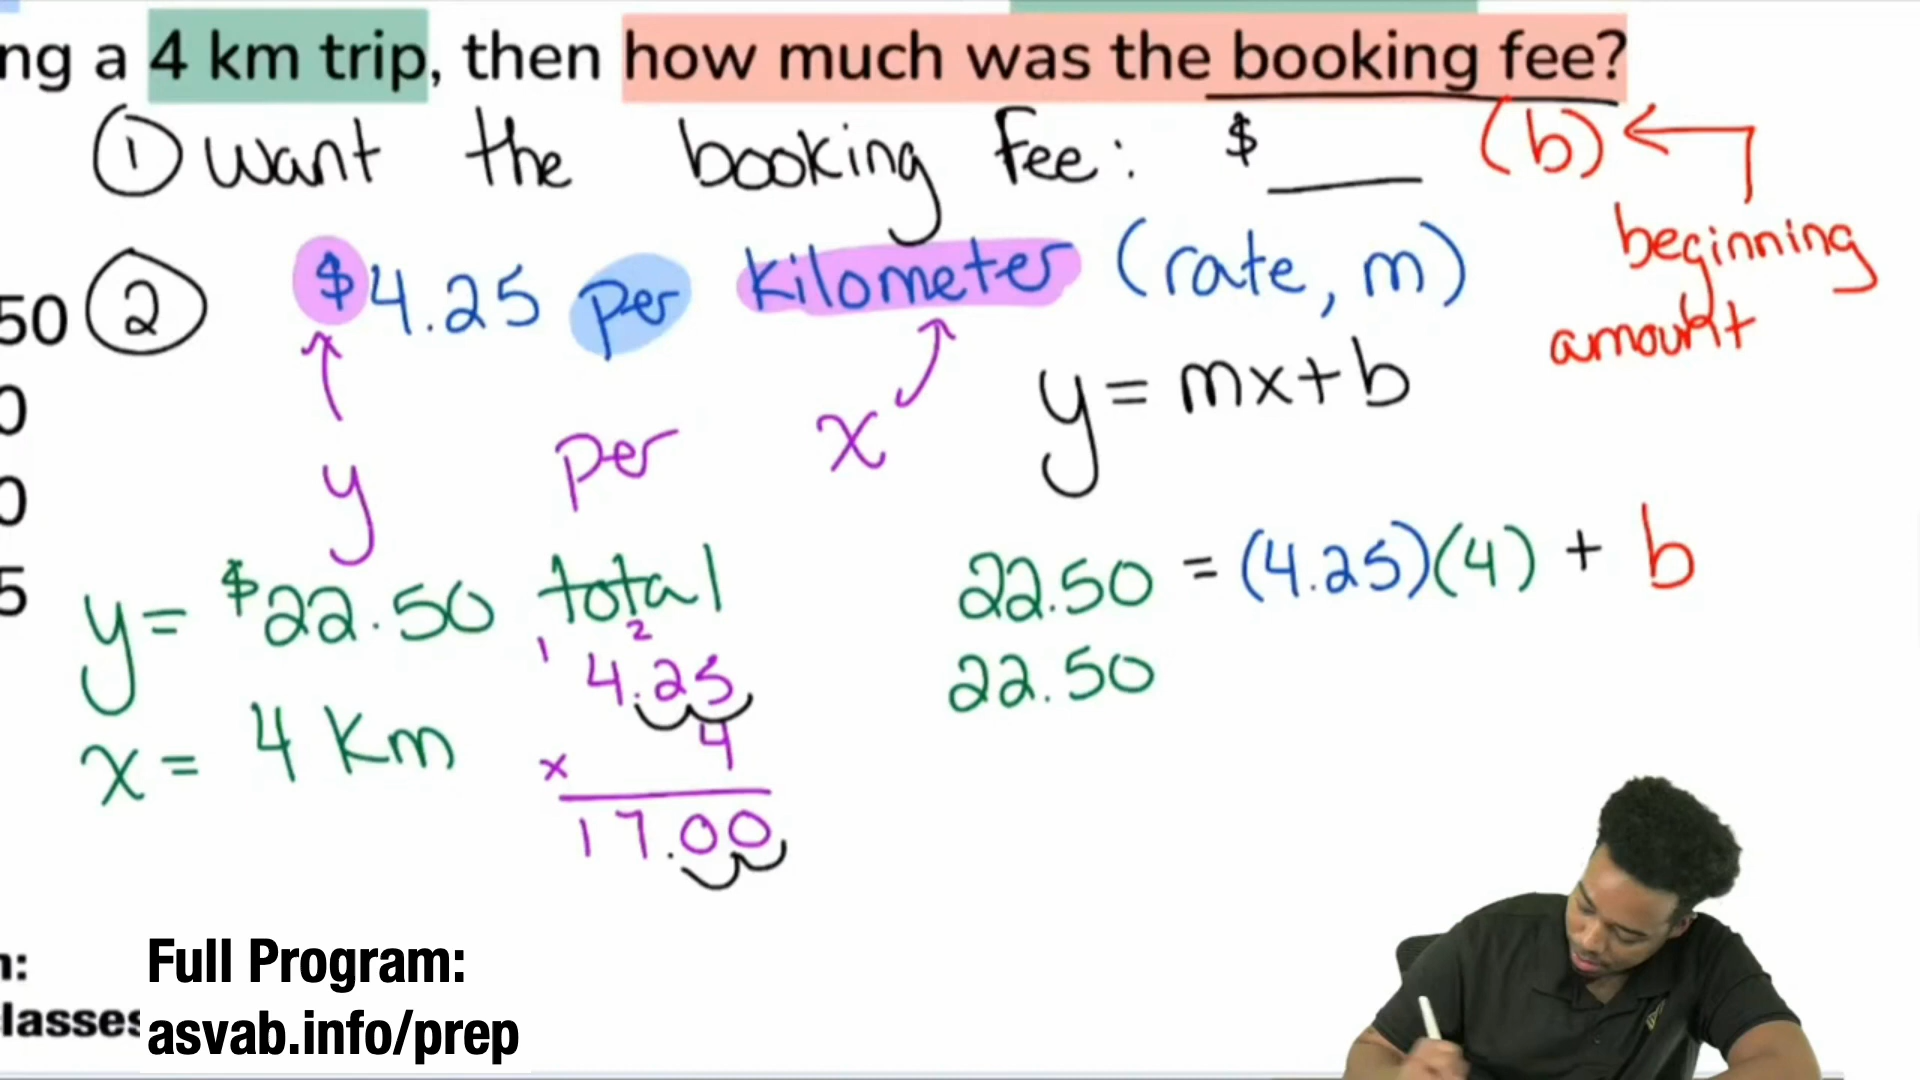 ng a 4 km trip, then how much was the booking fee?
① Want the booking fee: $____ (b)
beginning
amount
50
② $4.25 per kilometer (rate, m)
y = mx+b
0
y per x
0
5
y = $22.50 total
22.50 = (4.25)(4) + b
1 2
4.25
22.50
x = 4 km
x 4
17.00
n:
lasses
Full Program:
asvab.info/prep